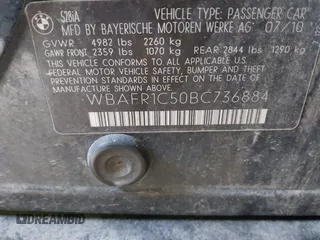 528iA VEHICLE TYPE: PASSENGER CAR
MFD BY BAYERISCHE MOTOREN WERKE AG 07/10
GVWR 4982 lbs 2260 kg
GAWR FRONT 2359 lbs 1070 kg REAR 2844 lbs 1290 kg
THIS VEHICLE CONFORMS TO ALL APPLICABLE
U.S. FEDERAL MOTOR VEHICLE SAFETY, BUMPER, AND THEFT
PREVENTION STANDARDS IN EFFECT ON THE DATE OF
MANUFACTURE SHOWN ABOVE.
WBAFR1C50BC736884
DREAMBID